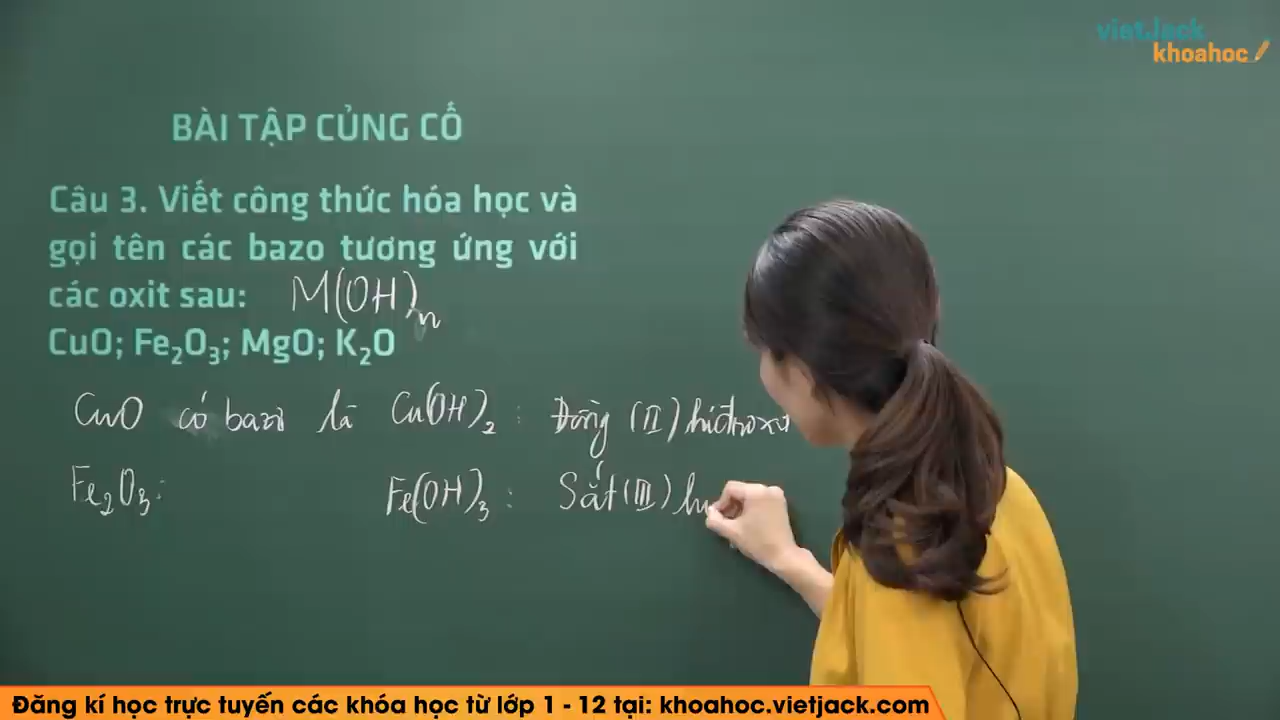 vietJack
khoahoc
BÀI TẬP CỦNG CỐ
Câu 3. Viết công thức hóa học và
gọi tên các bazo tương ứng với
các oxit sau: M(OH)n
CuO; Fe₂O₃; MgO; K₂O
CuO có bazơ là Cu(OH)₂ : Đồng (II) hiđroxit
Fe₂O₃: Fe(OH)₃ : Sắt (III)
Đăng kí học trực tuyến các khóa học từ lớp 1 - 12 tại: khoahoc.vietjack.com